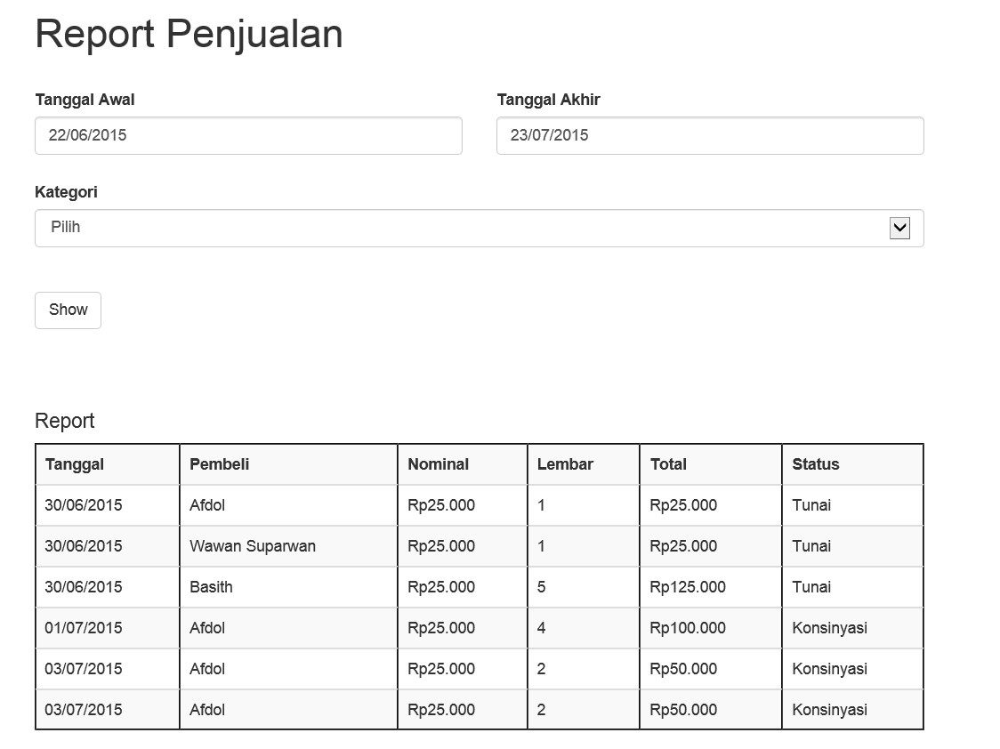 Report Penjualan
Tanggal Awal Tanggal Akhir
22/06/2015 23/07/2015
Kategori
Pilih
Show
Report
Tanggal Pembeli Nominal Lembar Total Status
30/06/2015 Afdol Rp25.000 1 Rp25.000 Tunai
30/06/2015 Wawan Suparwan Rp25.000 1 Rp25.000 Tunai
30/06/2015 Basith Rp25.000 5 Rp125.000 Tunai
01/07/2015 Afdol Rp25.000 4 Rp100.000 Konsinyasi
03/07/2015 Afdol Rp25.000 2 Rp50.000 Konsinyasi
03/07/2015 Afdol Rp25.000 2 Rp50.000 Konsinyasi